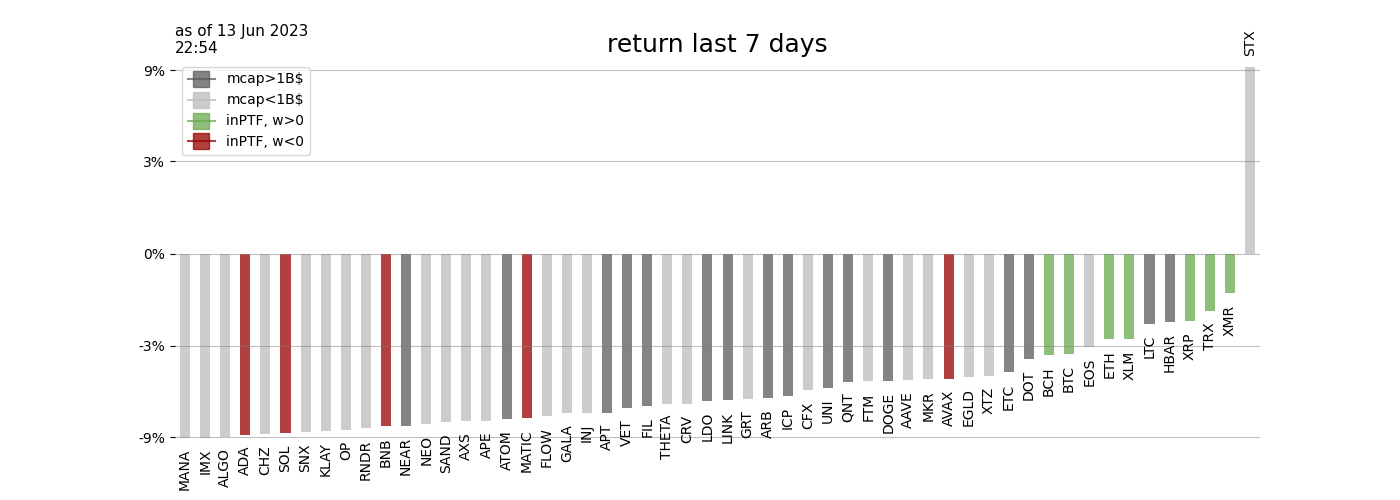 as of 13 Jun 2023
22:54
return last 7 days
STX
9%
3%
0%
-3%
-9%
mcap>1B$
mcap<1B$
inPTF, w>0
inPTF, w<0
MANA
IMX
ALGO
ADA
CHZ
SOL
SNX
KLAY
OP
RNDR
BNB
NEAR
NEO
SAND
AXS
APE
ATOM
MATIC
FLOW
GALA
INJ
APT
VET
FIL
THETA
CRV
LDO
LINK
GRT
ARB
ICP
CFX
UNI
QNT
FTM
DOGE
AAVE
MKR
AVAX
EGLD
XTZ
ETC
DOT
BCH
BTC
EOS
ETH
XLM
LTC
HBAR
XRP
TRX
XMR